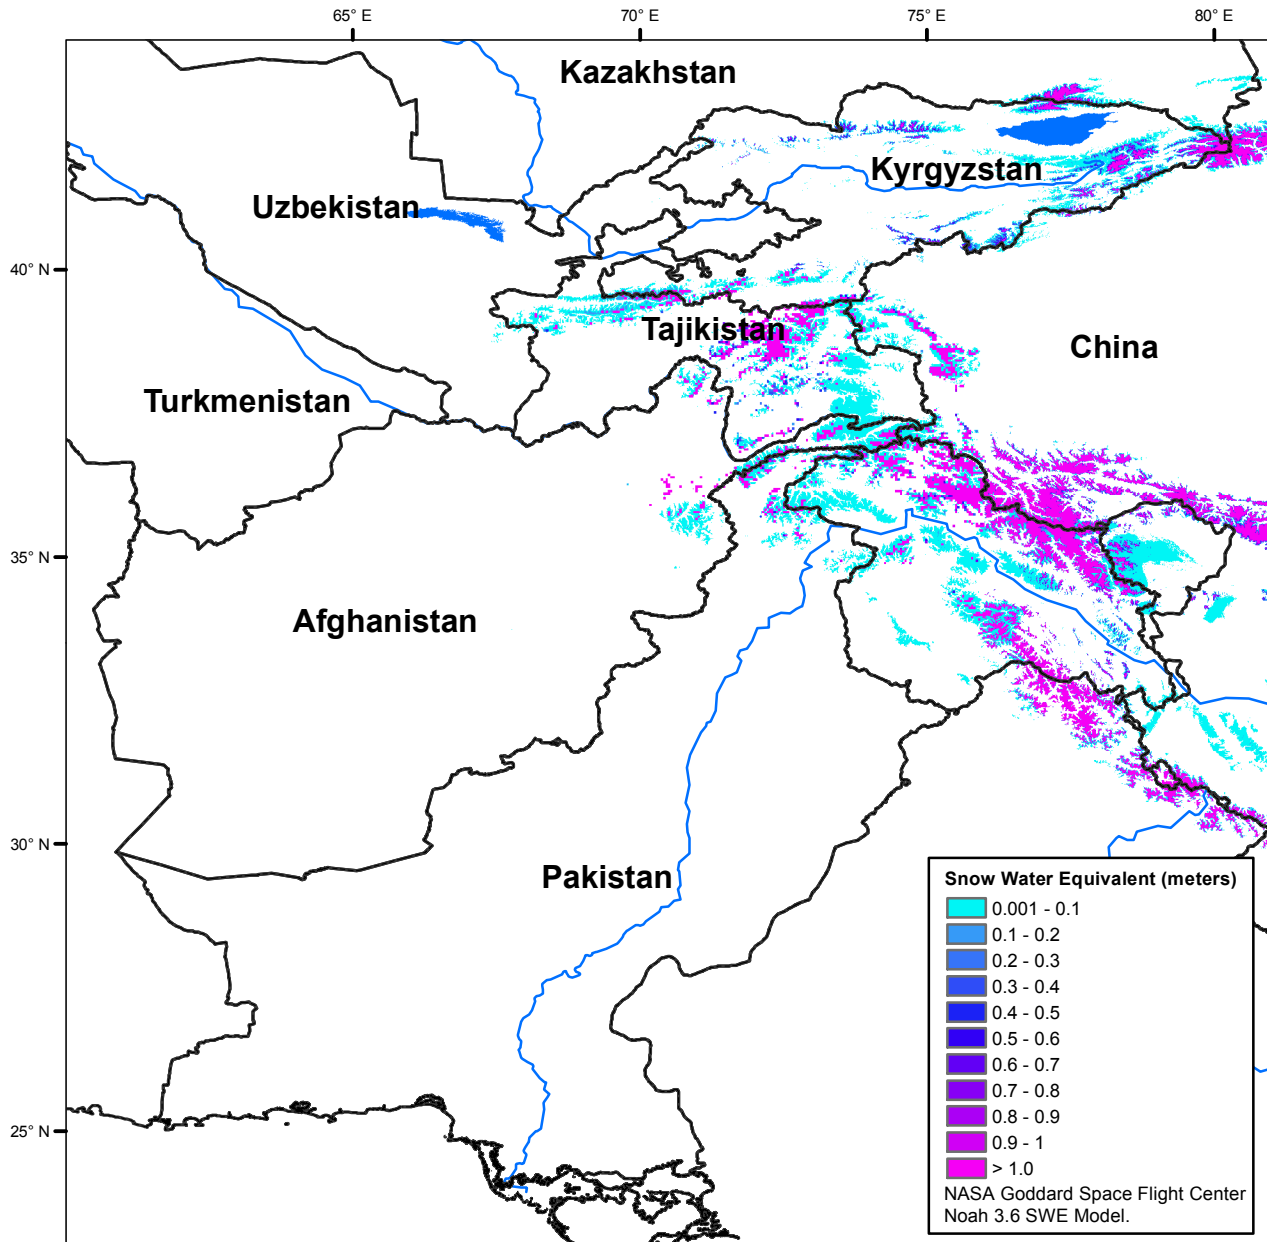 65° E
70° E
75° E
80° E
Kazakhstan
Kyrgyzstan
Uzbekistan
40° N
Tajikistan
China
Turkmenistan
35° N
Afghanistan
30° N
Pakistan
25° N
Snow Water Equivalent (meters)
0.001 - 0.1
0.1 - 0.2
0.2 - 0.3
0.3 - 0.4
0.4 - 0.5
0.5 - 0.6
0.6 - 0.7
0.7 - 0.8
0.8 - 0.9
0.9 - 1
> 1.0
NASA Goddard Space Flight Center
Noah 3.6 SWE Model.